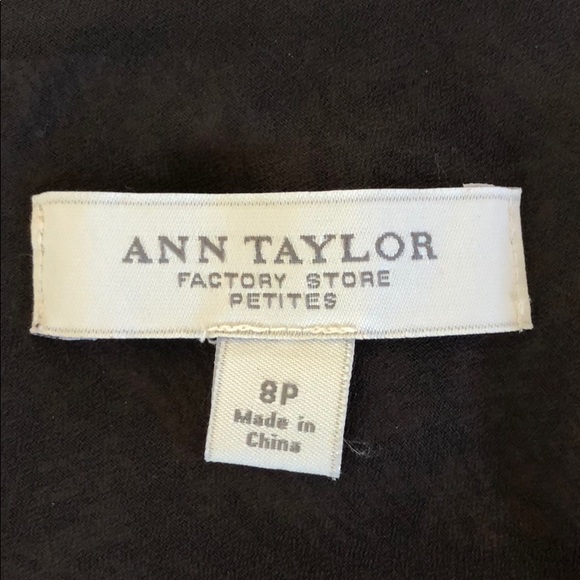 ANN TAYLOR
FACTORY STORE
PETITES
8P
Made in
China